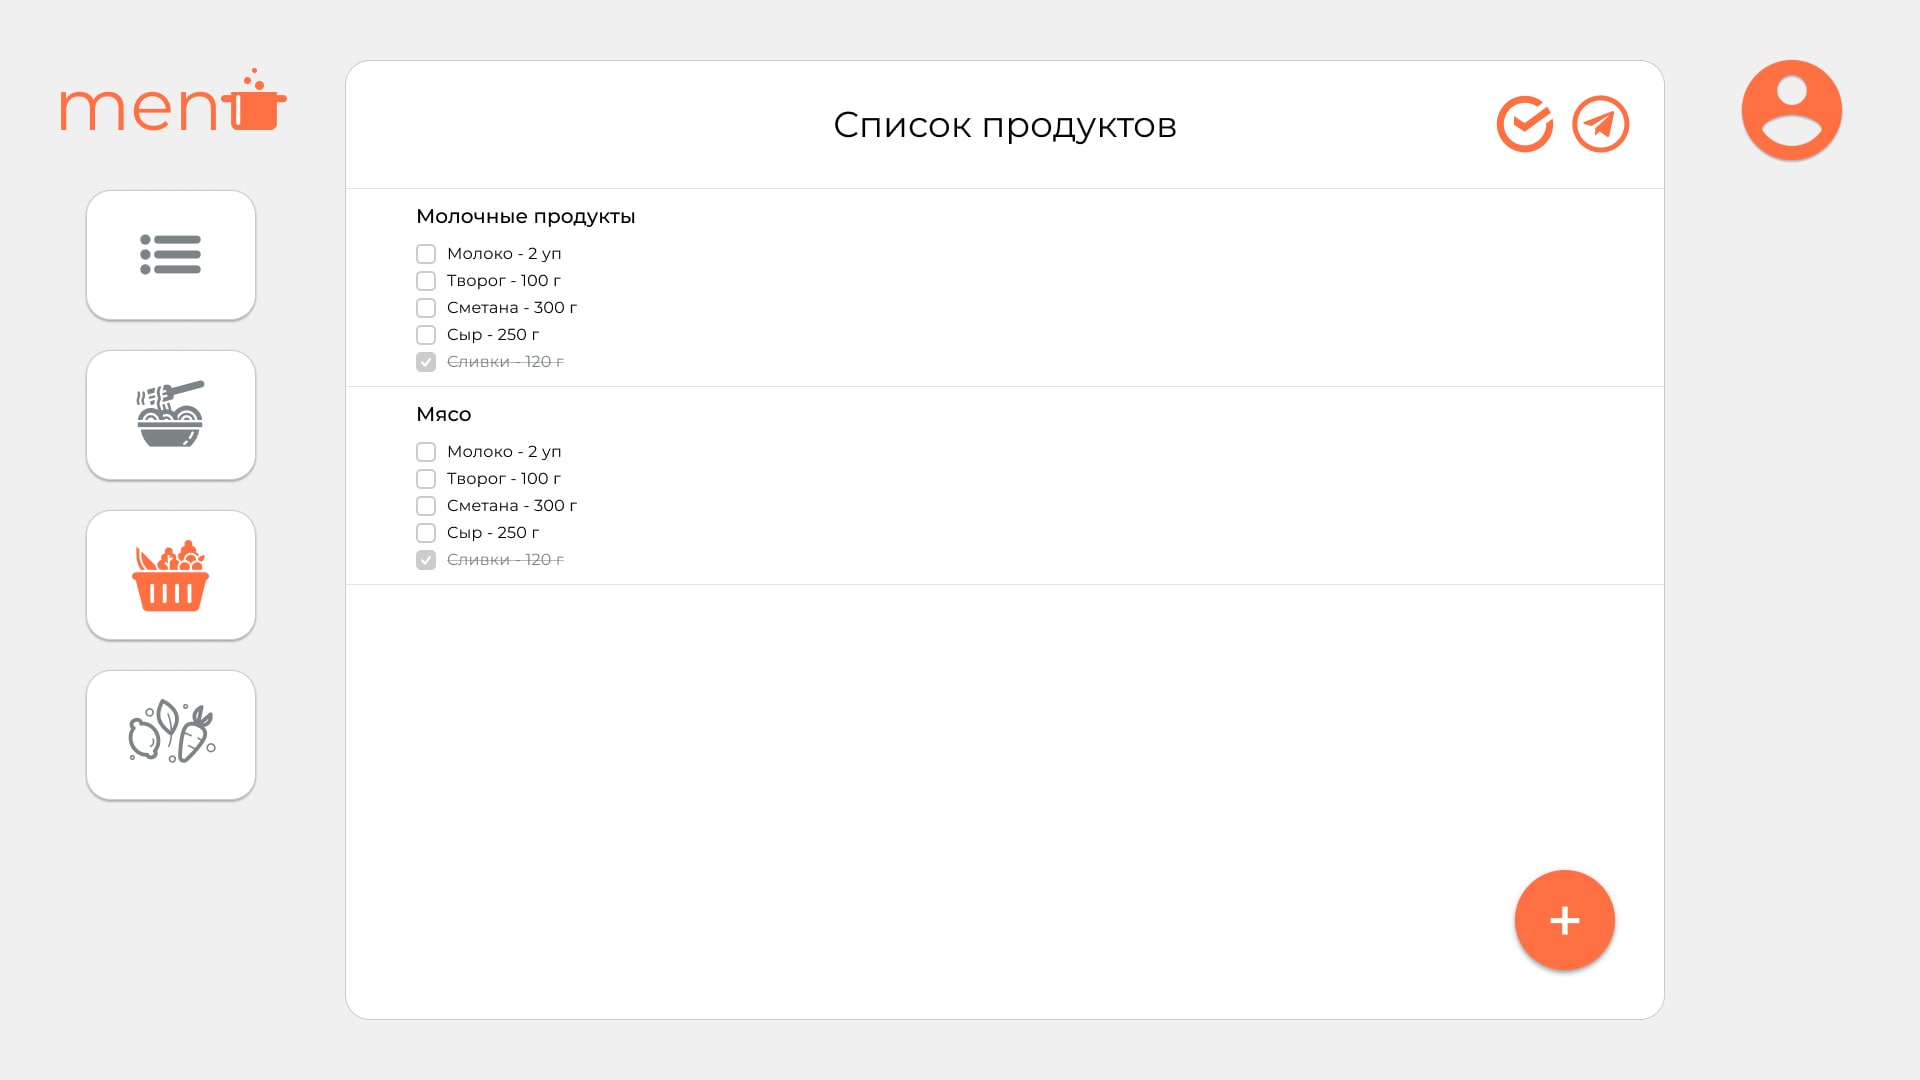 menu
Список продуктов
Молочные продукты
Молоко - 2 уп
Творог - 100 г
Сметана - 300 г
Сыр - 250 г
Сливки - 120 г
Мясо
Молоко - 2 уп
Творог - 100 г
Сметана - 300 г
Сыр - 250 г
Сливки - 120 г